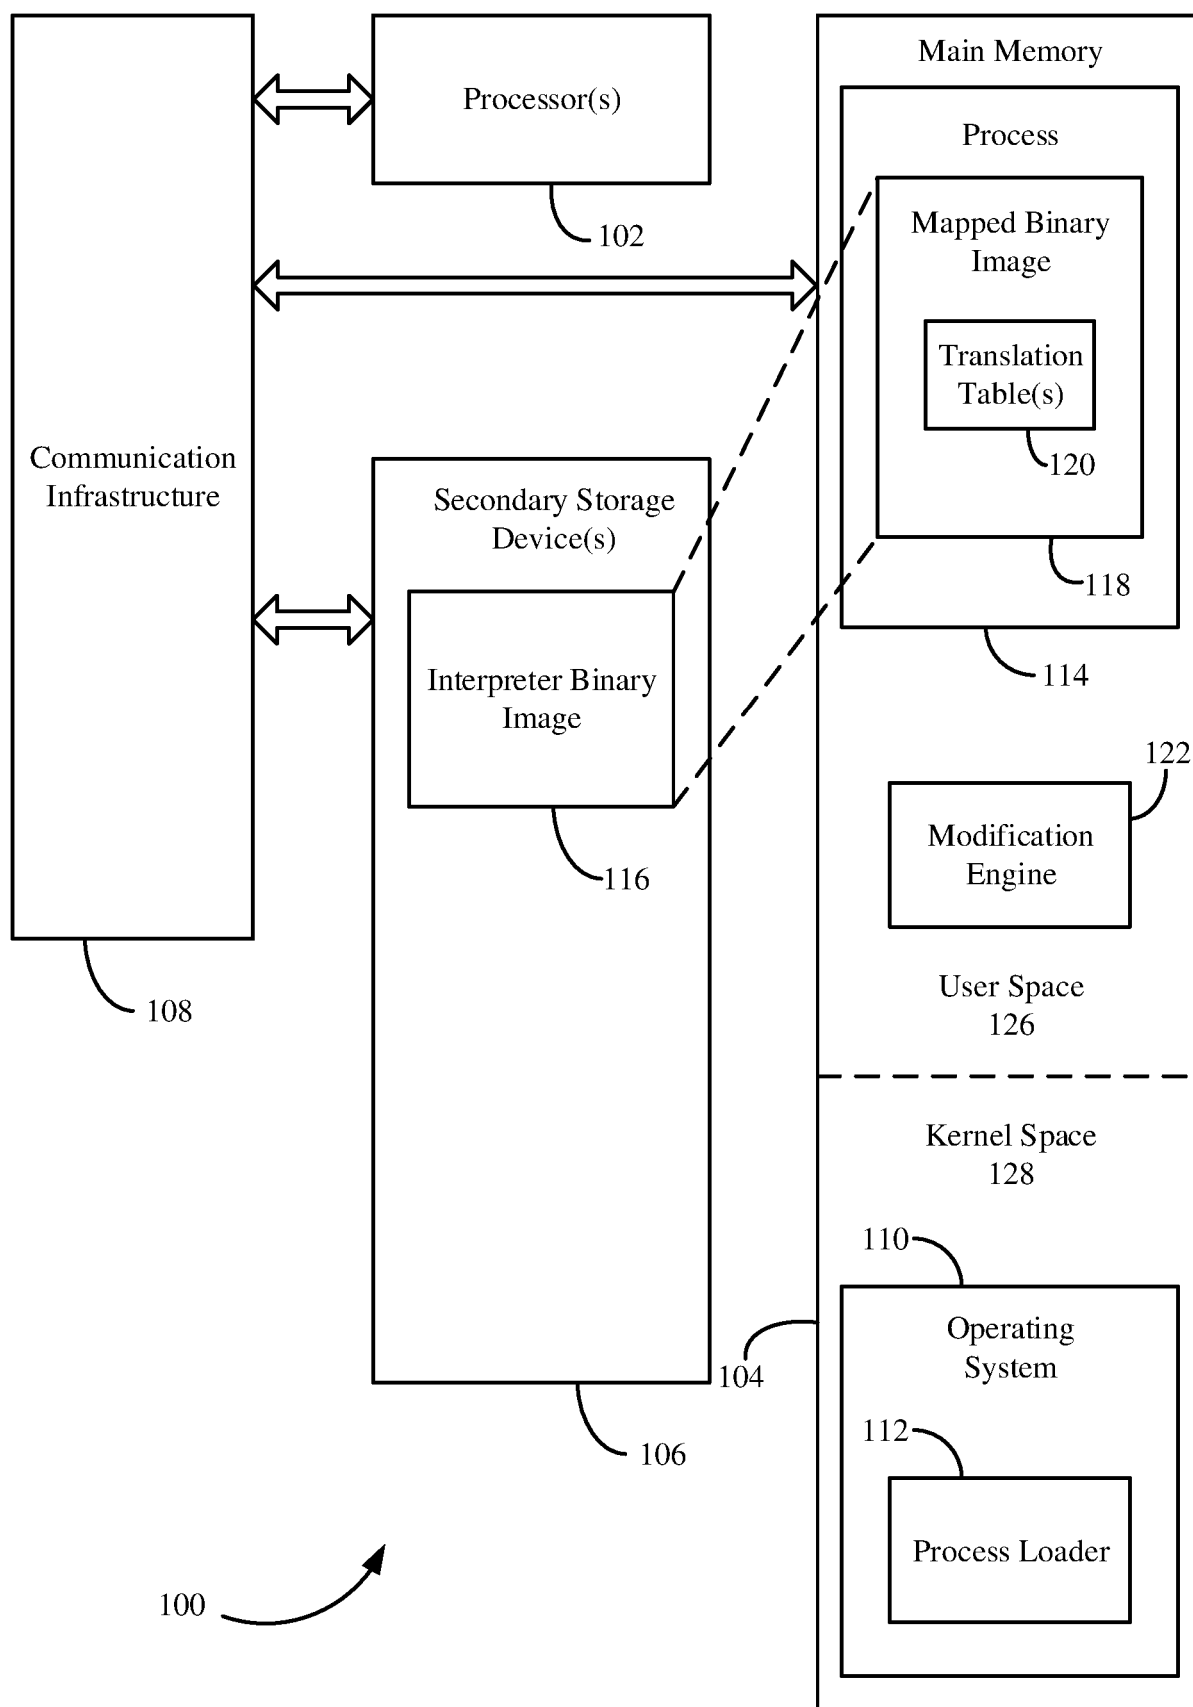 Main Memory
Processor(s)
102
Process
Mapped Binary
Image
Translation
Table(s)
120
118
114
Communication
Infrastructure
108
Secondary Storage
Device(s)
Interpreter Binary
Image
116
106
122
Modification
Engine
User Space
126
Kernel Space
128
110
Operating
System
104
112
Process Loader
100